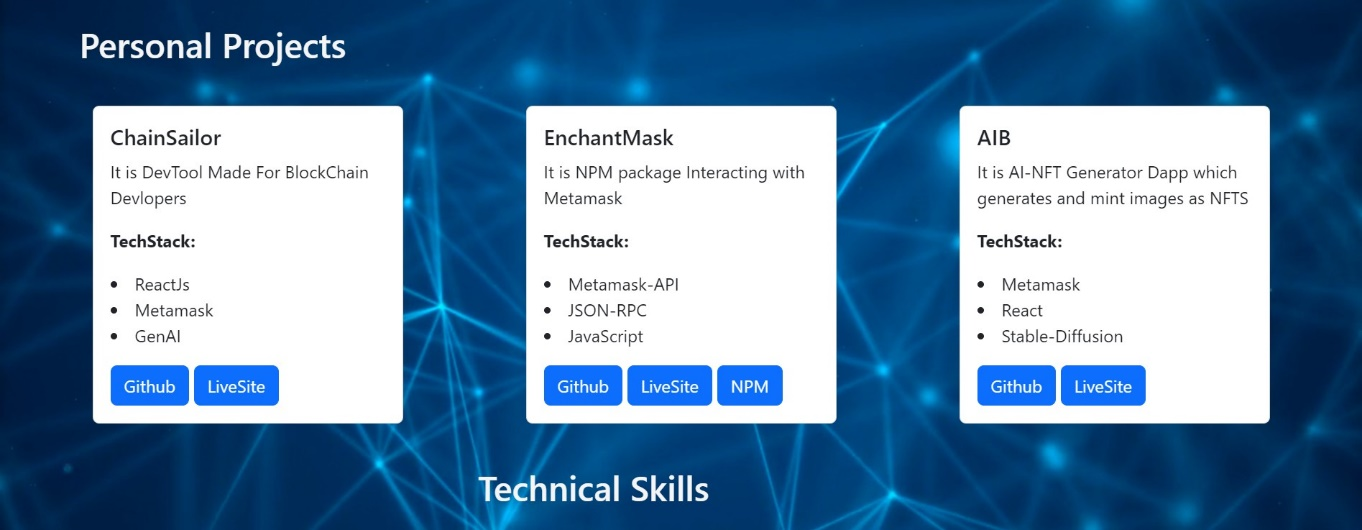 Personal Projects
ChainSailor
It is DevTool Made For BlockChain
Devlopers
TechStack:
ReactJs
Metamask
GenAI
Github LiveSite
EnchantMask
It is NPM package Interacting with
Metamask
TechStack:
Metamask-API
JSON-RPC
JavaScript
Github LiveSite NPM
AIB
It is AI-NFT Generator Dapp which
generates and mint images as NFTS
TechStack:
Metamask
React
Stable-Diffusion
Github LiveSite
Technical Skills